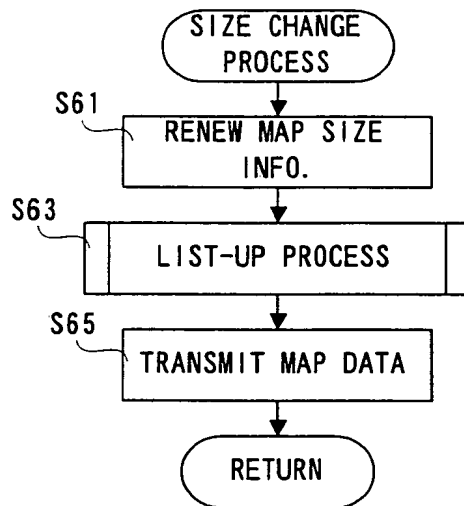 SIZE CHANGE
PROCESS
S61
RENEW MAP SIZE
INFO.
S63
LIST-UP PROCESS
S65
TRANSMIT MAP DATA
RETURN